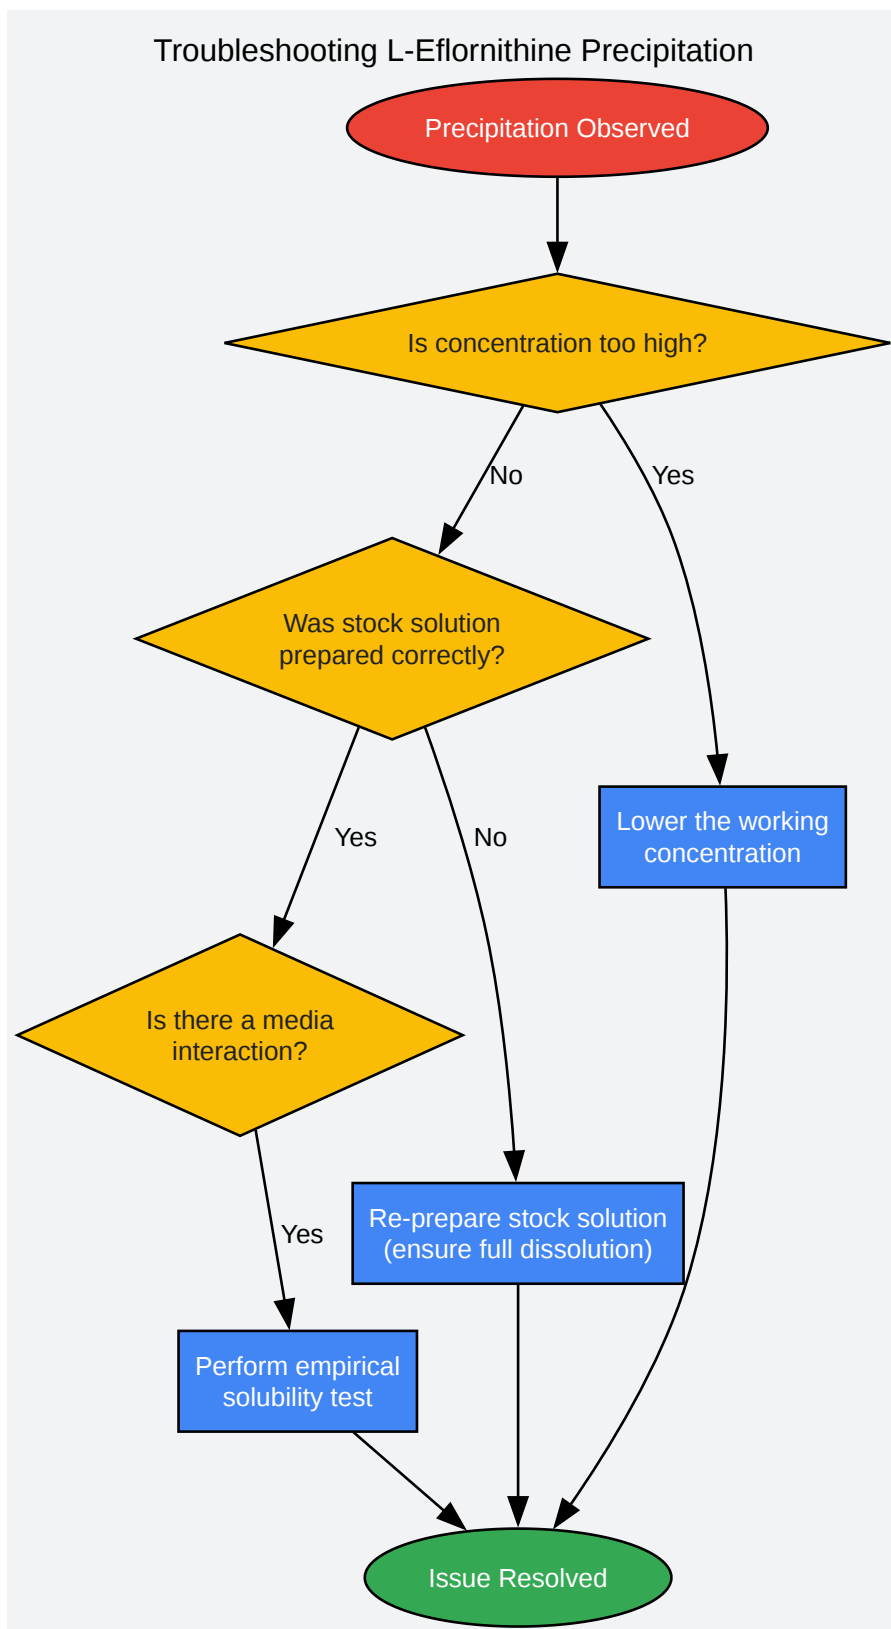 Troubleshooting L-Eflornithine Precipitation
Precipitation Observed
Is concentration too high?
No
Yes
Was stock solution
prepared correctly?
Lower the working
concentration
Yes
No
Is there a media
interaction?
Yes
Re-prepare stock solution
(ensure full dissolution)
Perform empirical
solubility test
Issue Resolved